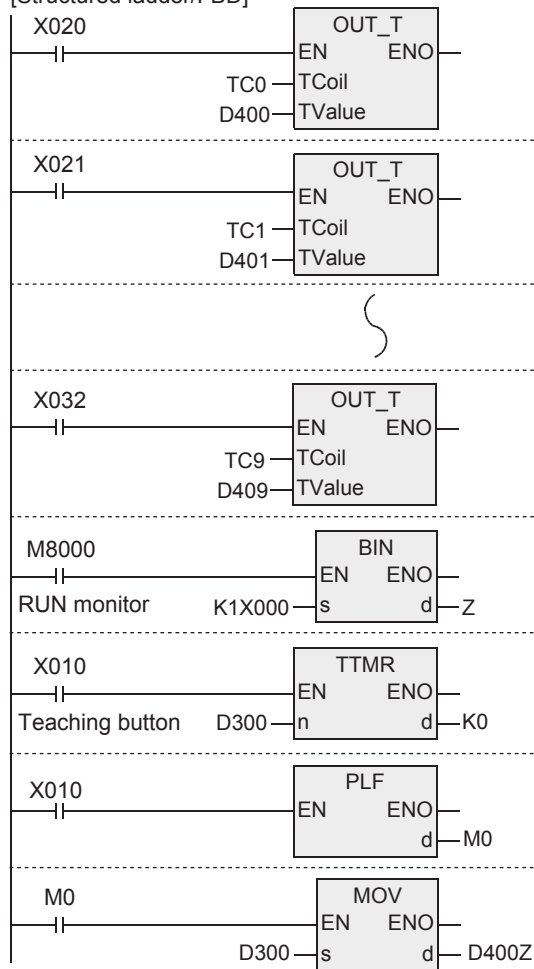 [Structured ladder/FBD]
X020
OUT_T
EN ENO
TC0 TCoil
D400 TValue
X021
OUT_T
EN ENO
TC1 TCoil
D401 TValue
X032
OUT_T
EN ENO
TC9 TCoil
D409 TValue
M8000
BIN
EN ENO
RUN monitor K1X000 s d Z
X010
TTMR
EN ENO
Teaching button D300 n d K0
X010
PLF
EN ENO
d M0
M0
MOV
EN ENO
D300 s d D400Z